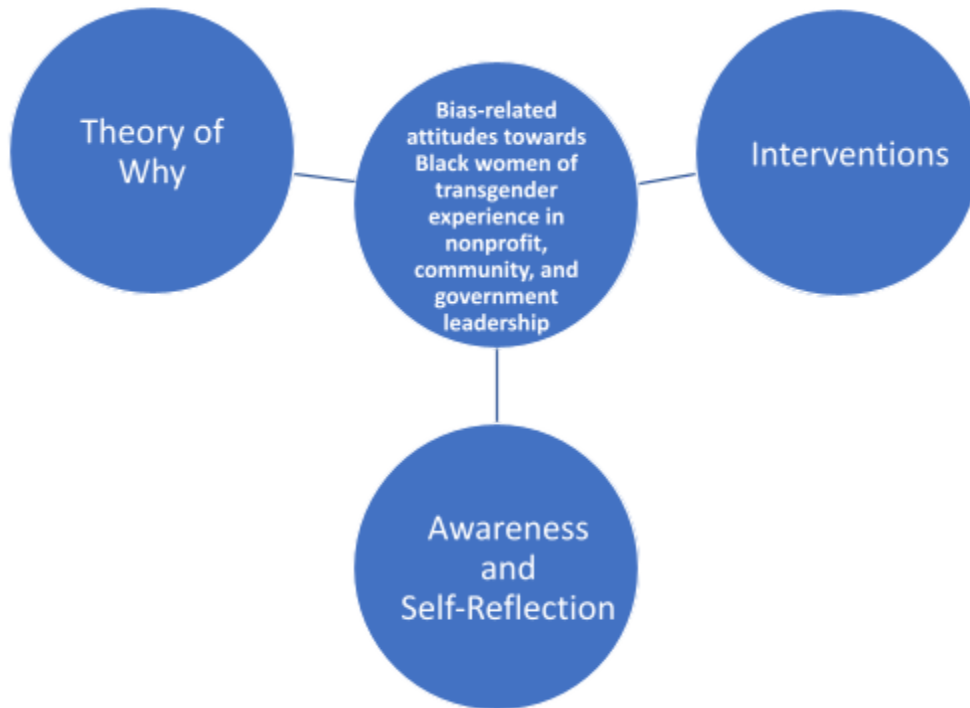 Theory of
Why
Bias-related
attitudes towards
Black women of
transgender
experience in
nonprofit,
community, and
government
leadership
Interventions
Awareness
and
Self-Reflection